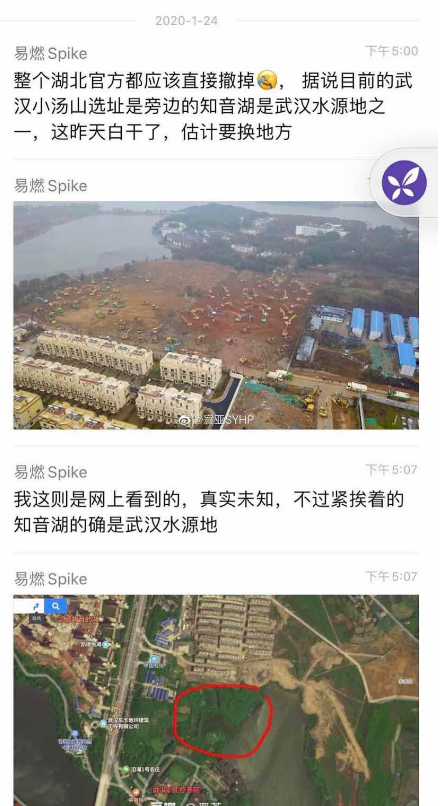 2020-1-24
易燃Spike
下午 5:00
整个湖北官方都应该直接撤掉😂， 据说目前的武
汉小汤山选址是旁边的知音湖是武汉水源地之
一，这昨天白干了，估计要换地方
易燃Spike
易燃Spike
下午 5:07
我这则是网上看到的，真实未知，不过紧挨着的
知音湖的确是武汉水源地
易燃Spike
下午 5:07